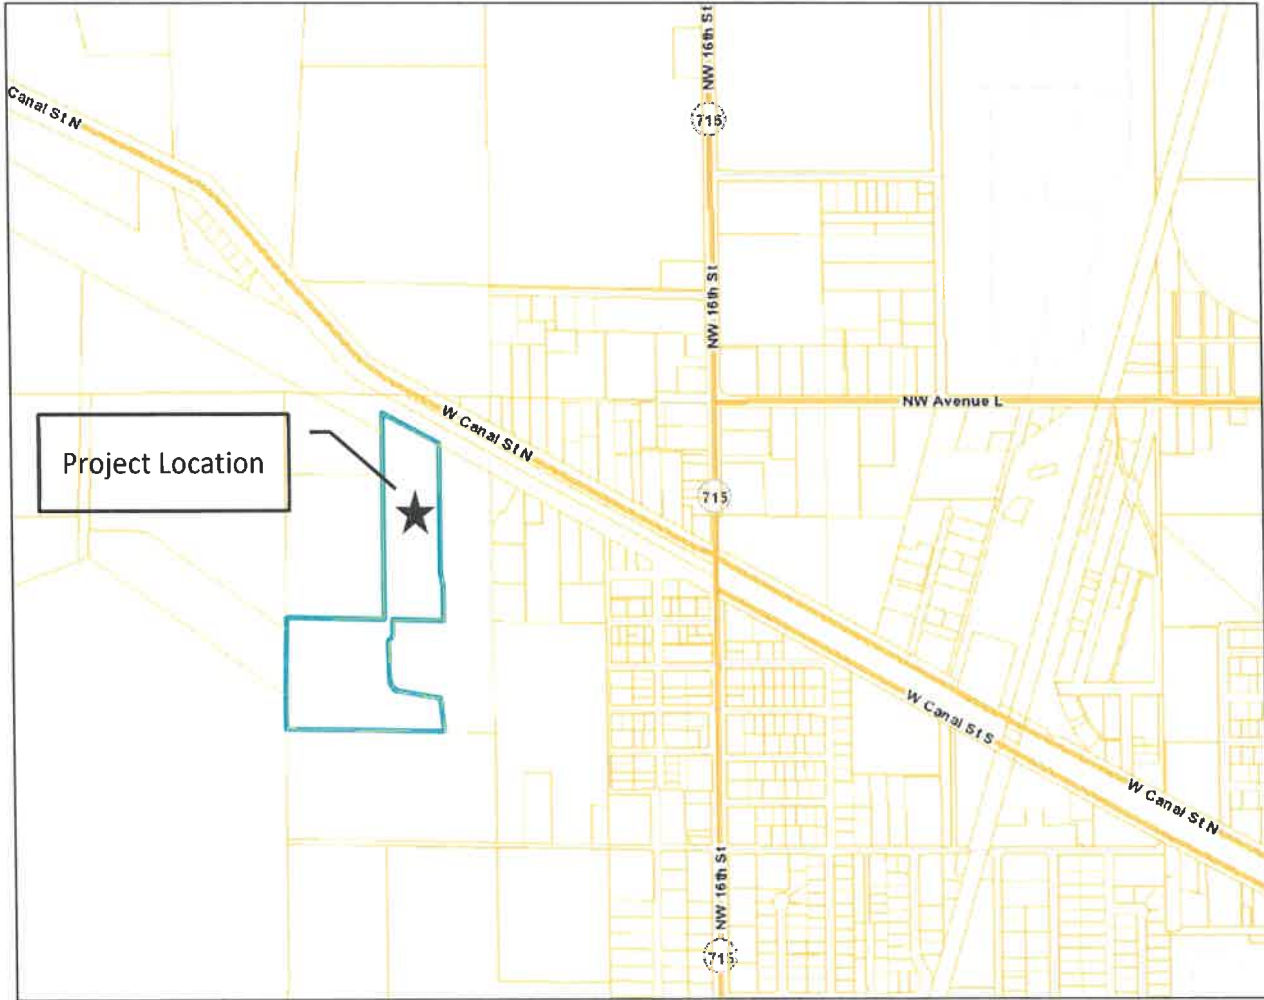 NW 16th St
Canal St N
715
NW 16th St
NW Avenue L
W Canal St N
Project Location
715
W Canal St S
W Canal St N
NW 16th St
715